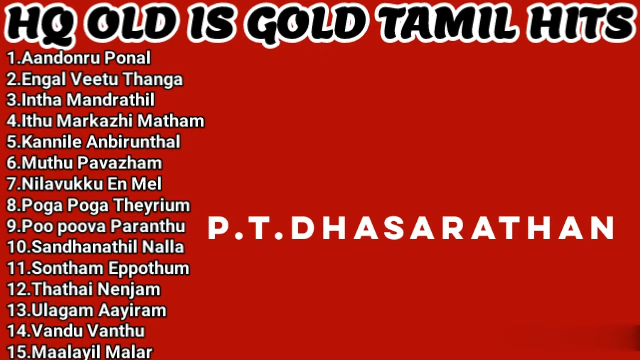 HQ OLD IS GOLD TAMIL HITS
1.Aandonru Ponal
2.Engal Veetu Thanga
3.Intha Mandrathil
4.Ithu Markazhi Matham
5.Kannile Anbirunthal
6.Muthu Pavazham
7.Nilavukku En Mel
8.Poga Poga Theyrium
9.Poo poova Paranthu
10.Sandhanathil Nalla
11.Sontham Eppothum
12.Thathai Nenjam
13.Ulagam Aayiram
14.Vandu Vanthu
15.Maalayil Malar
P.T.DHASARATHAN